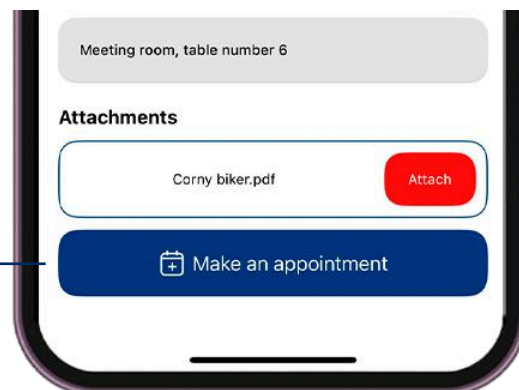 Meeting room, table number 6
Attachments
Corny biker.pdf
Attach
Make an appointment